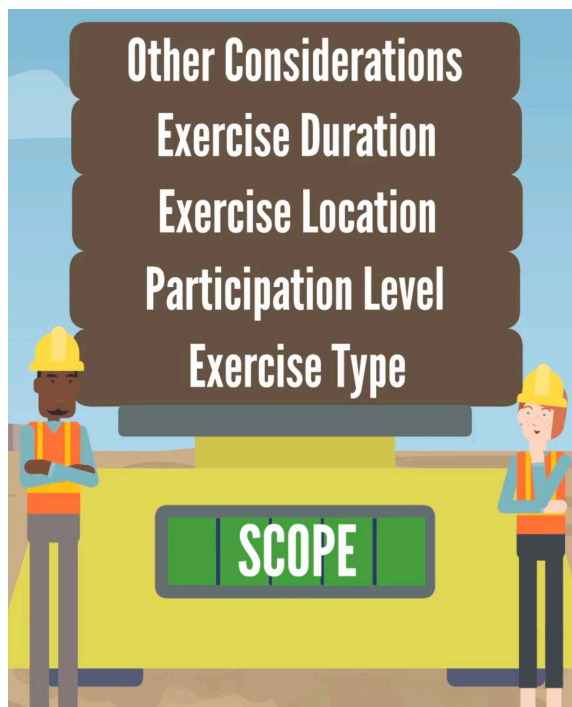 Other Considerations
Exercise Duration
Exercise Location
Participation Level
Exercise Type
SCOPE